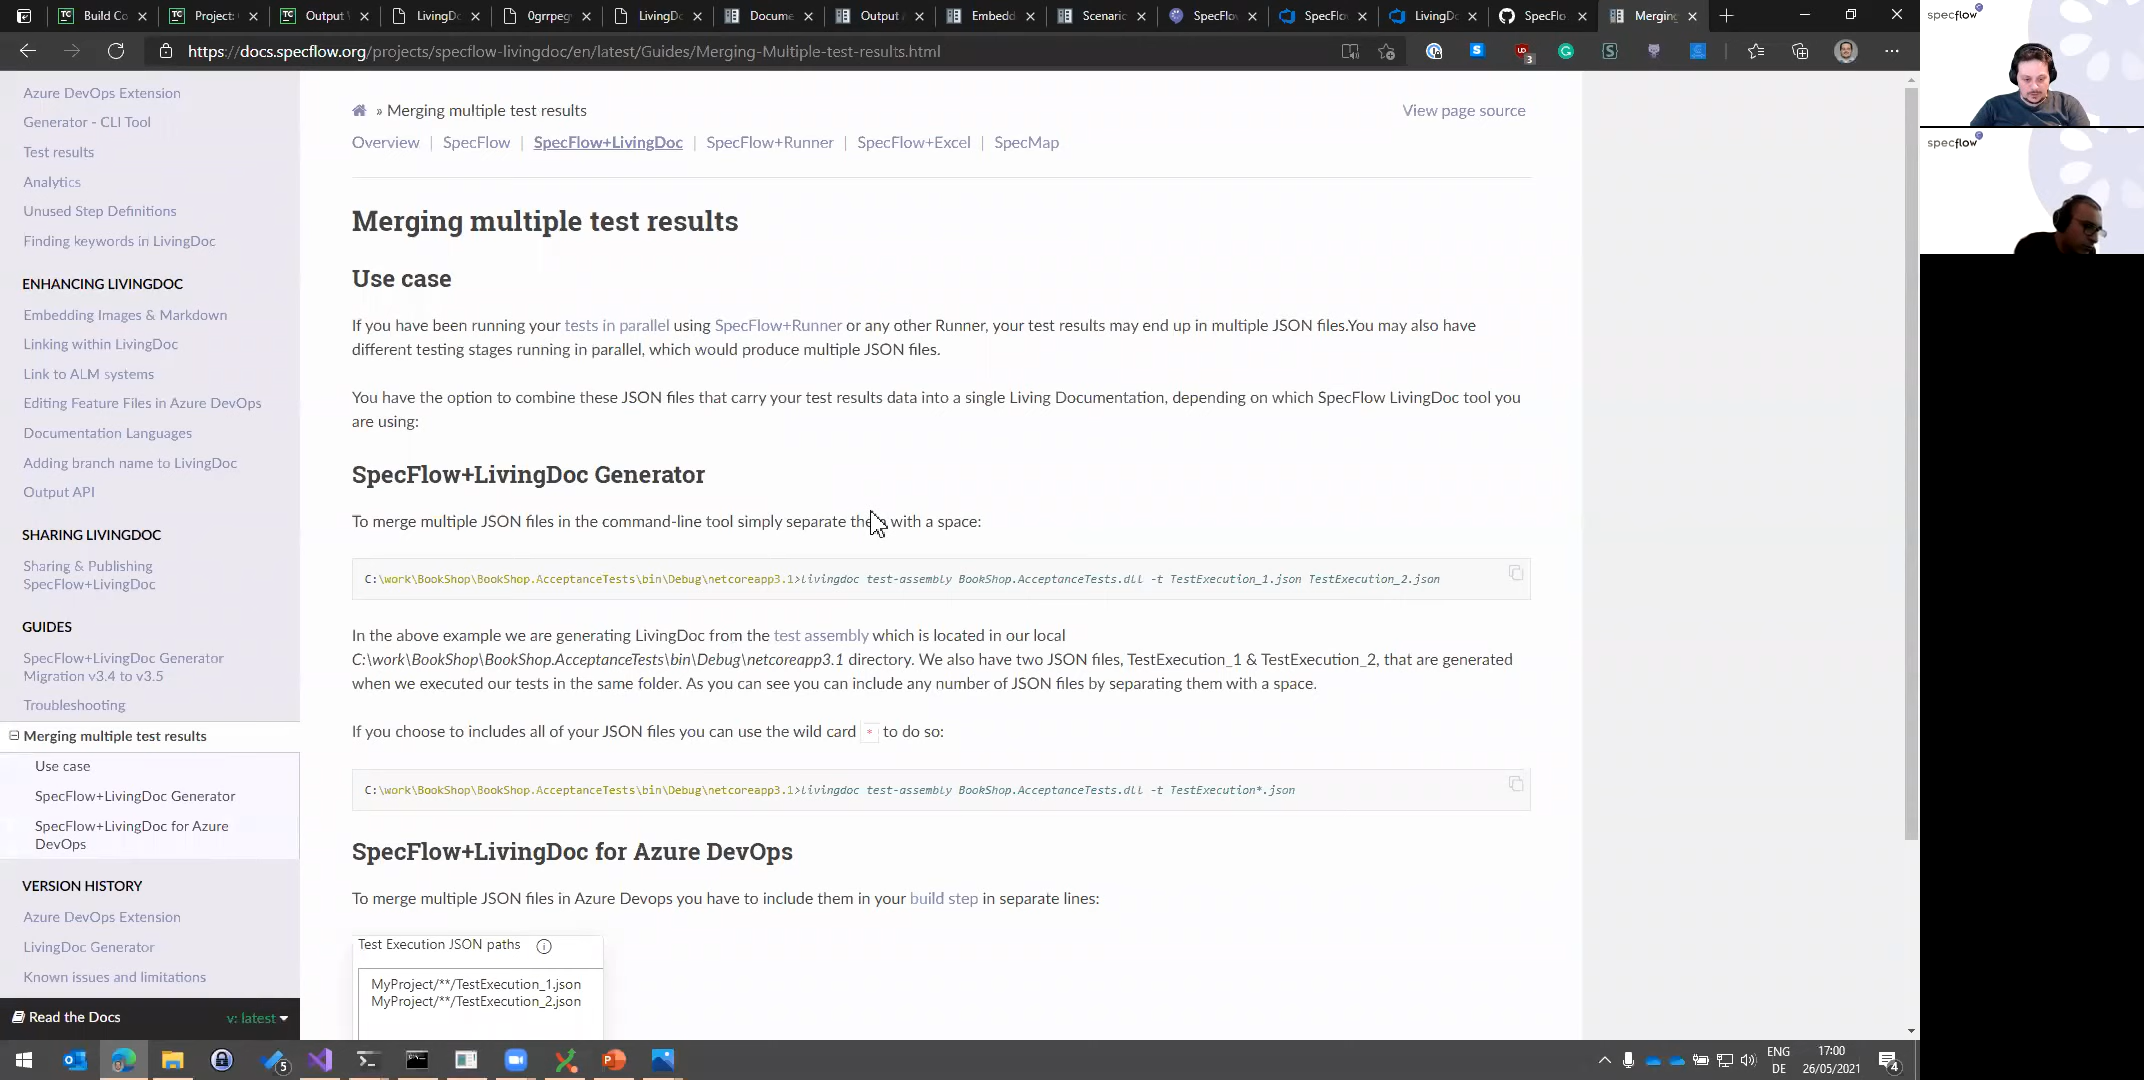 Build Co
Project:
Output
LivingDo
0grrpeg
LivingDo
Docume
Output
Embedd
Scenaric
SpecFlo
SpecFlo
LivingDo
SpecFlo
Merging
https://docs.specflow.org/projects/specflow-livingdoc/en/latest/Guides/Merging-Multiple-test-results.html
specflow
specflow
Azure DevOps Extension
Generator - CLI Tool
Test results
Analytics
Unused Step Definitions
Finding keywords in LivingDoc
ENHANCING LIVINGDOC
Embedding Images & Markdown
Linking within LivingDoc
Link to ALM systems
Editing Feature Files in Azure DevOps
Documentation Languages
Adding branch name to LivingDoc
Output API
SHARING LIVINGDOC
Sharing & Publishing
SpecFlow+LivingDoc
GUIDES
SpecFlow+LivingDoc Generator
Migration v3.4 to v3.5
Troubleshooting
Merging multiple test results
Use case
SpecFlow+LivingDoc Generator
SpecFlow+LivingDoc for Azure
DevOps
VERSION HISTORY
Azure DevOps Extension
LivingDoc Generator
Known issues and limitations
Read the Docs
v: latest
» Merging multiple test results
View page source
Overview | SpecFlow | SpecFlow+LivingDoc | SpecFlow+Runner | SpecFlow+Excel | SpecMap
Merging multiple test results
Use case
If you have been running your tests in parallel using SpecFlow+Runner or any other Runner, your test results may end up in multiple JSON files.You may also have
different testing stages running in parallel, which would produce multiple JSON files.
You have the option to combine these JSON files that carry your test results data into a single Living Documentation, depending on which SpecFlow LivingDoc tool you
are using:
SpecFlow+LivingDoc Generator
To merge multiple JSON files in the command-line tool simply separate them with a space:
C:\work\BookShop\BookShop.AcceptanceTests\bin\Debug\netcoreapp3.1>livingdoc test-assembly BookShop.AcceptanceTests.dll -t TestExecution_1.json TestExecution_2.json
In the above example we are generating LivingDoc from the test assembly which is located in our local
C:\work\BookShop\BookShop.AcceptanceTests\bin\Debug\netcoreapp3.1 directory. We also have two JSON files, TestExecution_1 & TestExecution_2, that are generated
when we executed our tests in the same folder. As you can see you can include any number of JSON files by separating them with a space.
If you choose to includes all of your JSON files you can use the wild card * to do so:
C:\work\BookShop\BookShop.AcceptanceTests\bin\Debug\netcoreapp3.1>livingdoc test-assembly BookShop.AcceptanceTests.dll -t TestExecution*.json
SpecFlow+LivingDoc for Azure DevOps
To merge multiple JSON files in Azure Devops you have to include them in your build step in separate lines:
Test Execution JSON paths
MyProject/**/TestExecution_1.json
MyProject/**/TestExecution_2.json
ENG
DE
17:00
26/05/2021